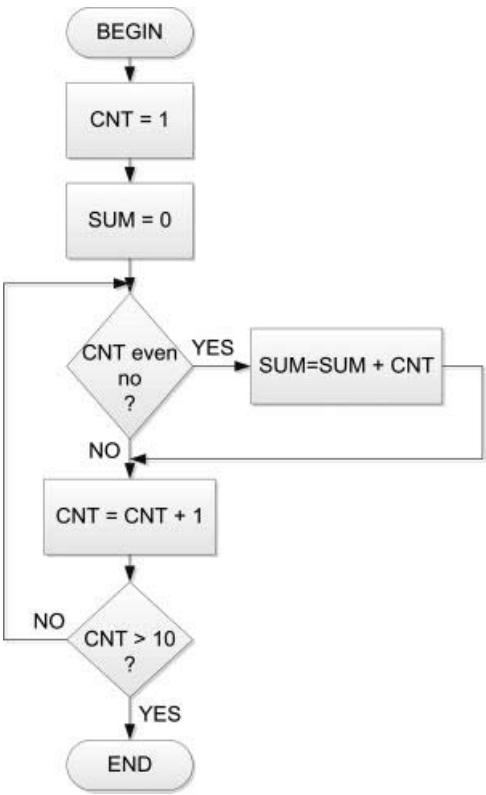 BEGIN
CNT = 1
SUM = 0
CNT even
no
?
YES
SUM=SUM + CNT
NO
CNT = CNT + 1
CNT > 10
?
NO
YES
END